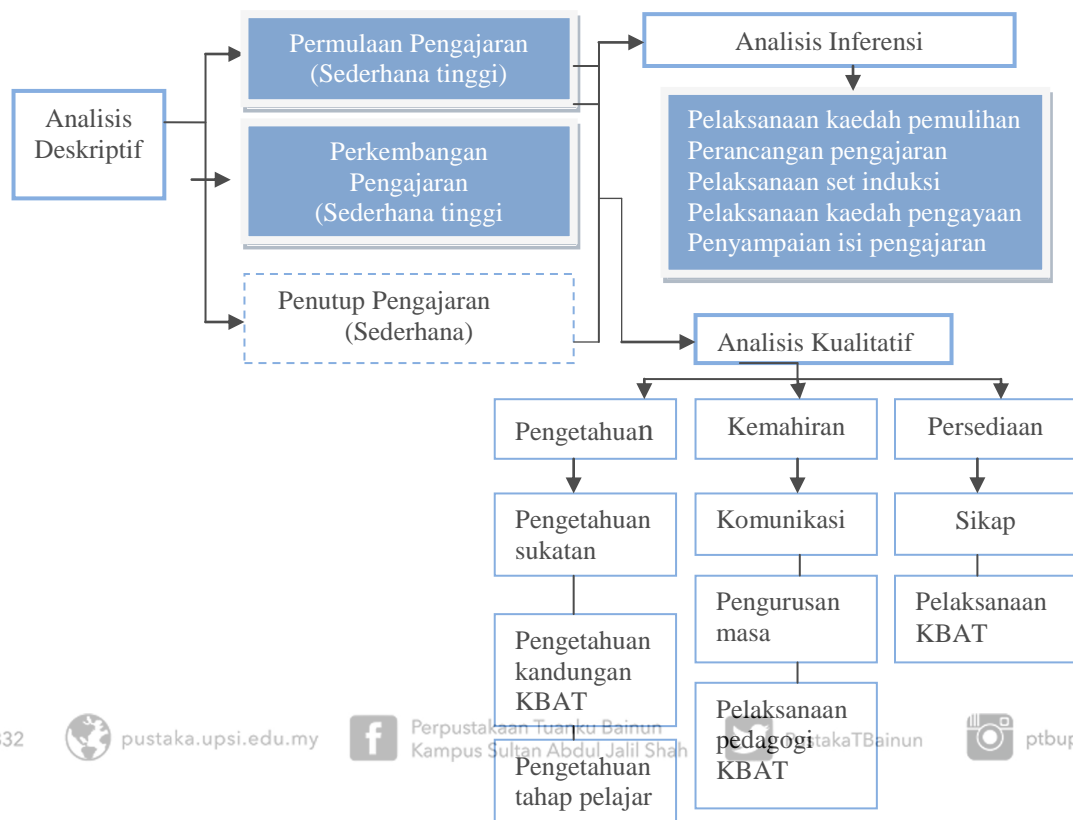 Permulaan Pengajaran
(Sederhana tinggi)
Analisis Inferensi
Analisis
Deskriptif
Pelaksanaan kaedah pemulihan
Perancangan pengajaran
Pelaksanaan set induksi
Pelaksanaan kaedah pengayaan
Penyampaian isi pengajaran
Perkembangan
Pengajaran
(Sederhana tinggi
Penutup Pengajaran
(Sederhana)
Analisis Kualitatif
Pengetahuan
Kemahiran
Persediaan
Pengetahuan
sukatan
Komunikasi
Sikap
Pengurusan
masa
Pelaksanaan
KBAT
Pengetahuan
kandungan
KBAT
Pelaksanaan
pedagogi
KBAT
Pengetahuan
tahap pelajar
32
pustaka.upsi.edu.my
Perpustakaan Tuanku Bainun
Kampus Sultan Abdul Jalil Shah
PustakaTBainun
ptbup